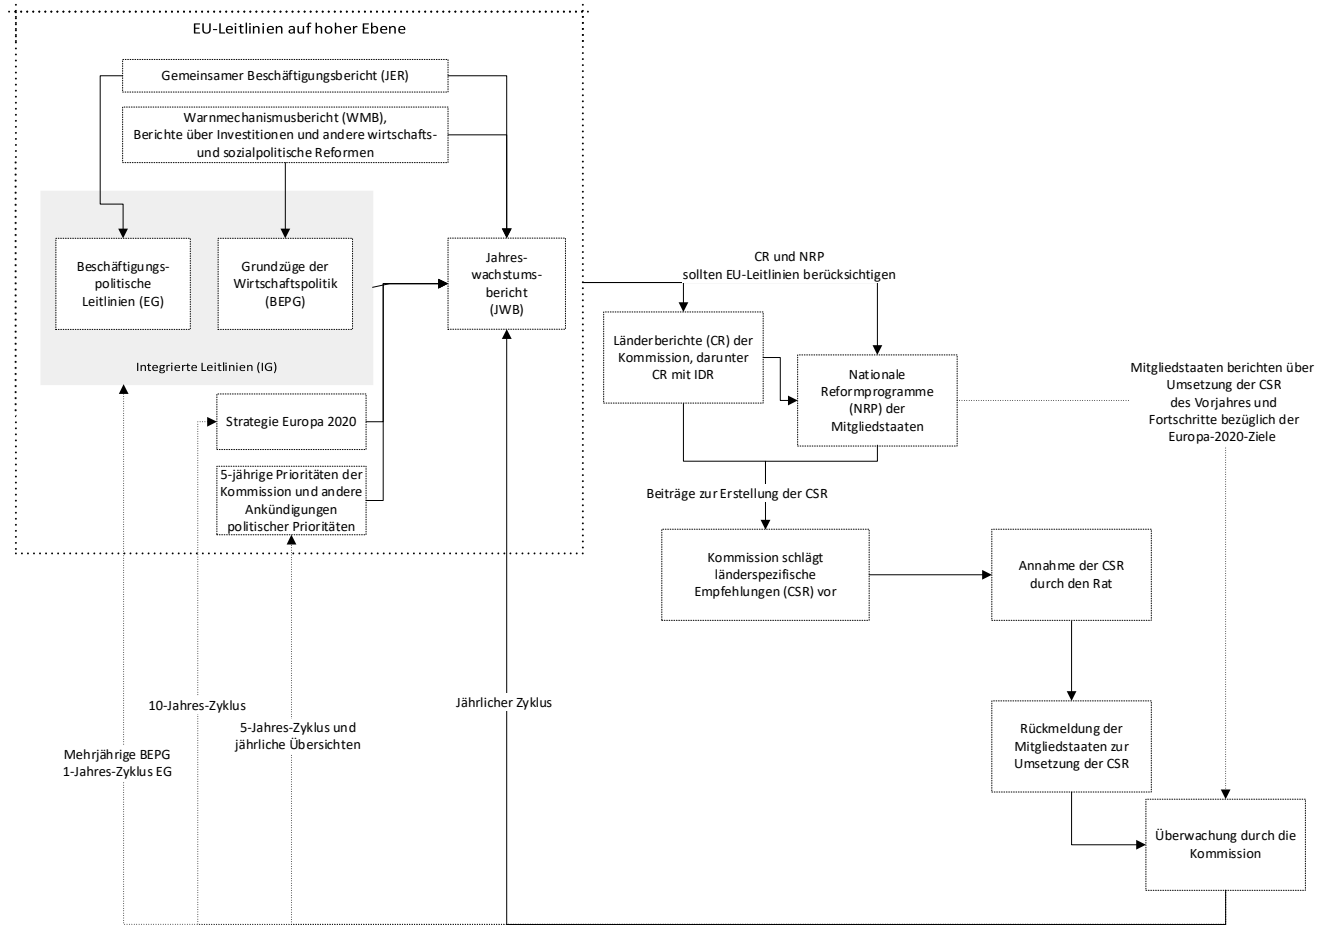 EU-Leitlinien auf hoher Ebene
Gemeinsamer Beschäftigungsbericht (JER)
Warnmechanismusbericht (WMB),
Berichte über Investitionen und andere wirtschafts-
und sozialpolitische Reformen
Beschäftigungs-
politische
Leitlinien (EG)
Grundzüge der
Wirtschaftspolitik
(BEPG)
Integrierte Leitlinien (IG)
Jahres-
wachstums-
bericht
(JWB)
Strategie Europa 2020
5-jährige Prioritäten der
Kommission und andere
Ankündigungen
politischer Prioritäten
CR und NRP
sollten EU-Leitlinien berücksichtigen
Länderberichte (CR) der
Kommission, darunter
CR mit IDR
Nationale
Reformprogramme
(NRP) der
Mitgliedstaaten
Mitgliedstaaten berichten über
Umsetzung der CSR
des Vorjahres und
Fortschritte bezüglich der
Europa-2020-Ziele
Beiträge zur Erstellung der CSR
Kommission schlägt
länderspezifische
Empfehlungen (CSR) vor
Annahme der CSR
durch den Rat
Rückmeldung der
Mitgliedstaaten zur
Umsetzung der CSR
Überwachung durch die
Kommission
Mehrjährige BEPG
1-Jahres-Zyklus EG
10-Jahres-Zyklus
5-Jahres-Zyklus und
jährliche Übersichten
Jährlicher Zyklus